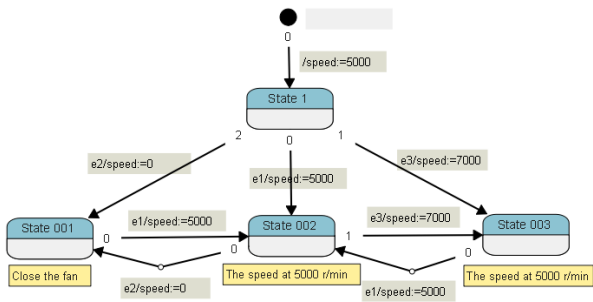 0
/speed:=5000
State 1
2
0
1
e2/speed:=0
e1/speed:=5000
e3/speed:=7000
State 001
0
e1/speed:=5000
State 002
0
1
e3/speed:=7000
State 003
0
Close the fan
e2/speed:=0
The speed at 5000 r/min
e1/speed:=5000
The speed at 5000 r/min